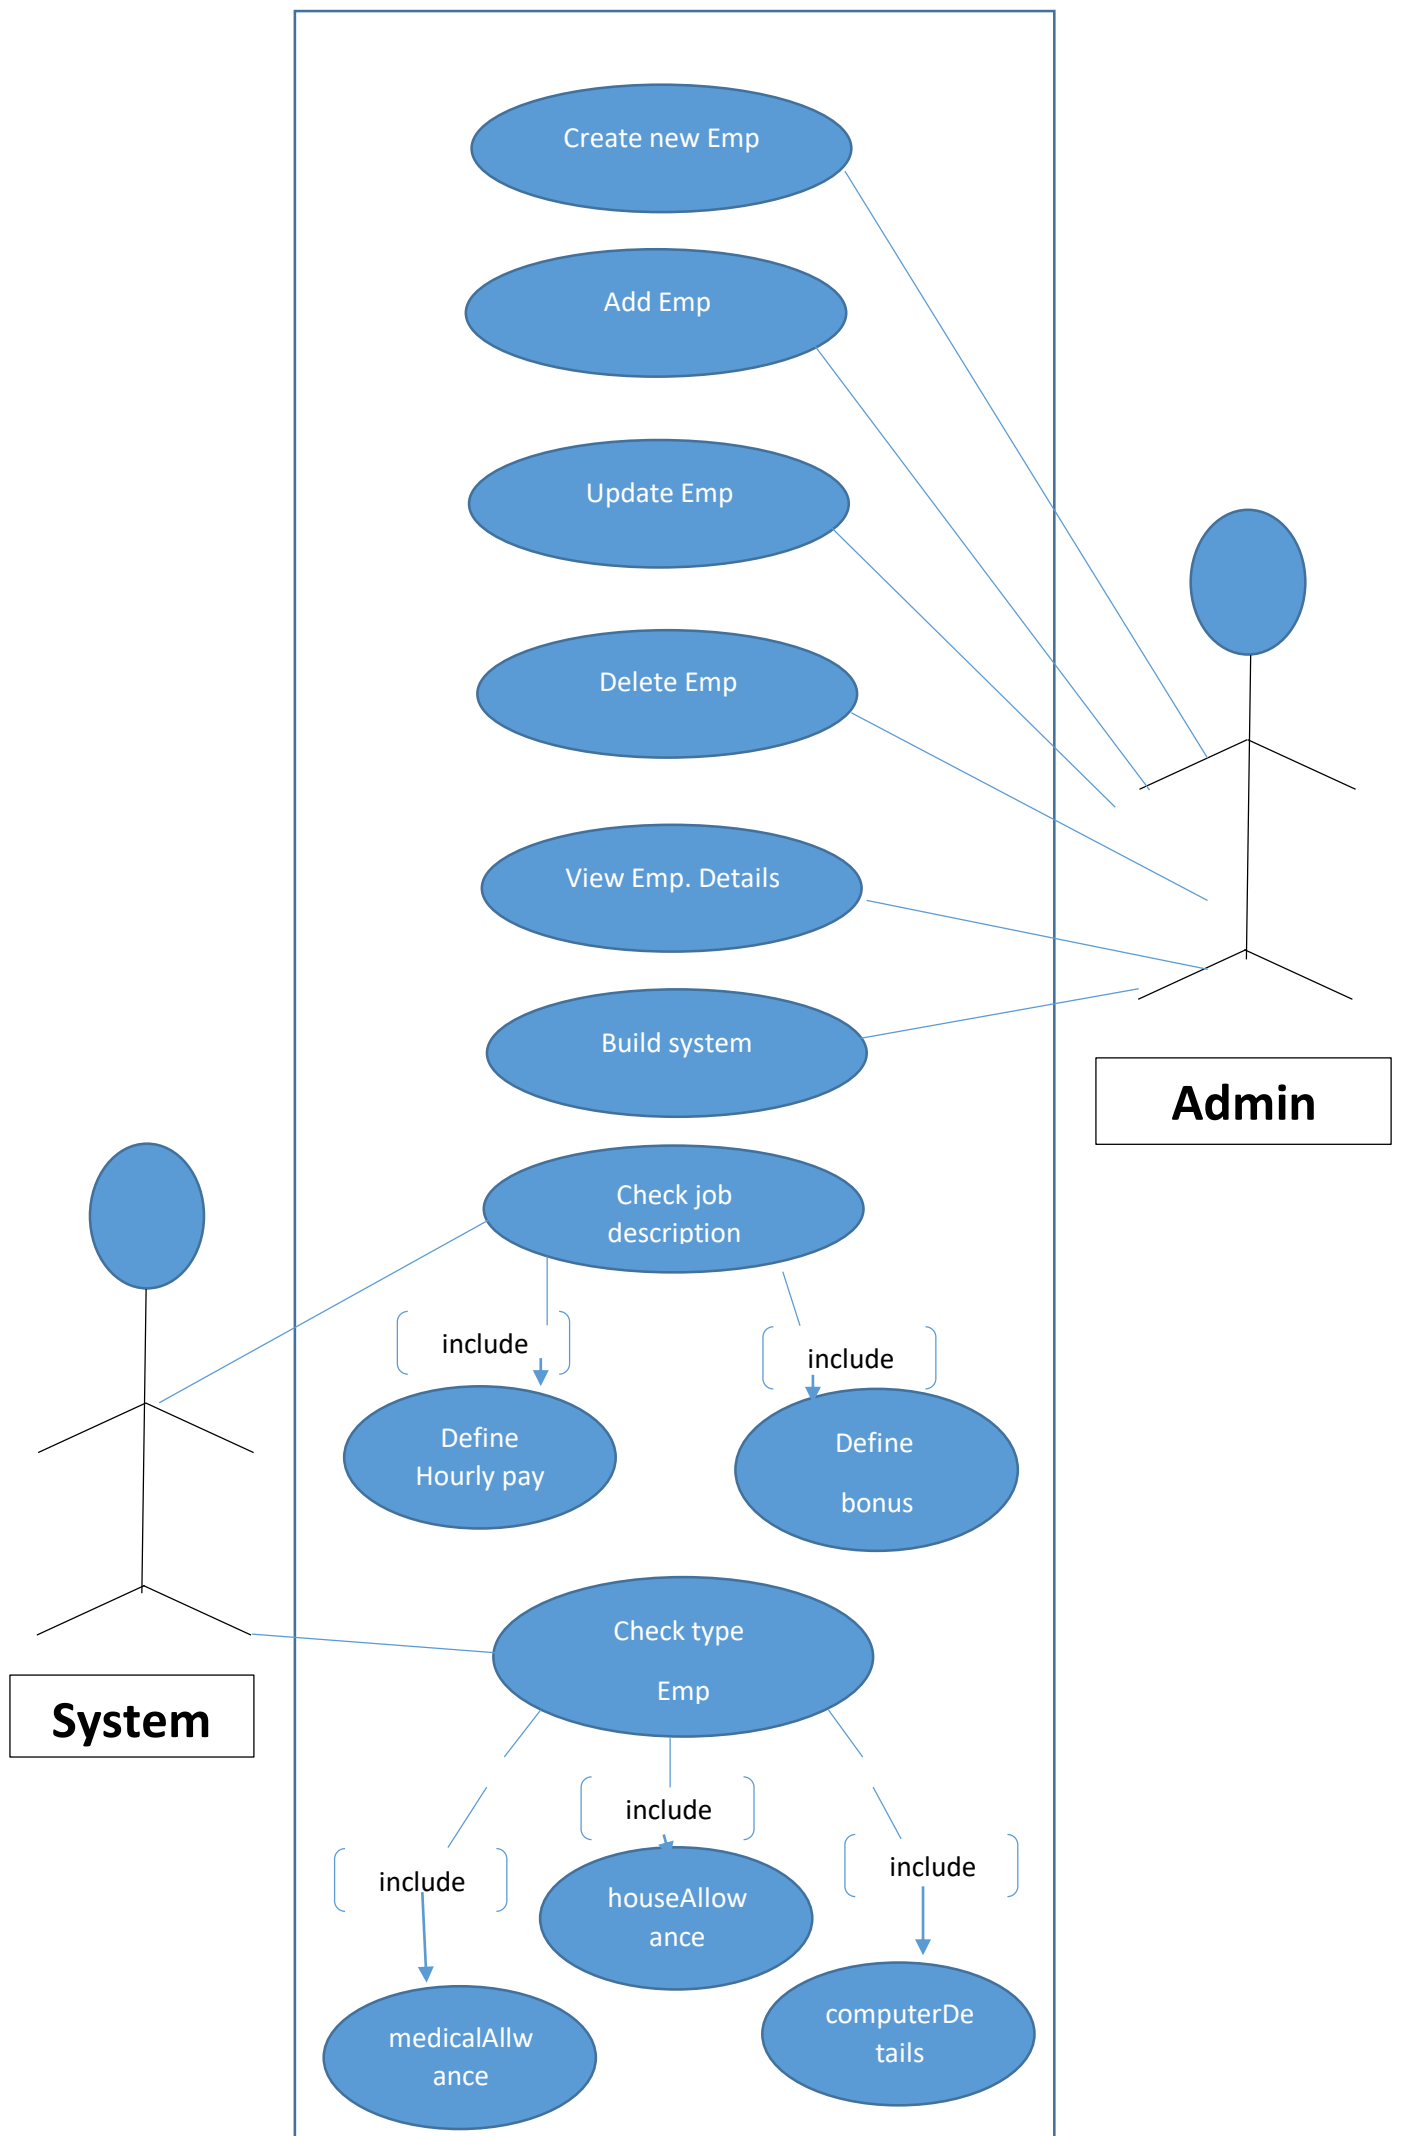 Create new Emp
Add Emp
Update Emp
Delete Emp
View Emp. Details
Build system
Admin
Check job
description
include
include
Define
Hourly pay
Define
bonus
Check type
Emp
System
include
include
include
houseAllow
ance
computerDe
tails
medicalAllw
ance